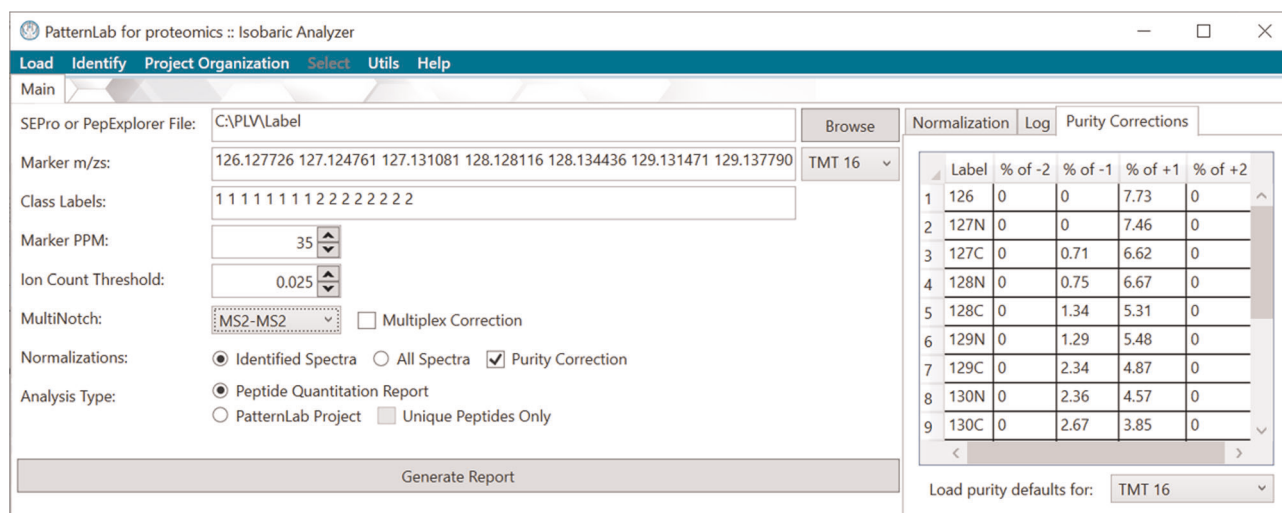 PatternLab for proteomics :: Isobaric Analyzer
Load Identify Project Organization Select Utils Help
Main
SEPro or PepExplorer File: C:\PLV\Label Browse
Marker m/zs: 126.127726 127.124761 127.131081 128.128116 128.134436 129.131471 129.137790 TMT 16
Class Labels: 1 1 1 1 1 1 1 1 2 2 2 2 2 2 2 2
Marker PPM: 35
Ion Count Threshold: 0.025
MultiNotch: MS2-MS2 Multiplex Correction
Normalizations: Identified Spectra All Spectra Purity Correction
Analysis Type: Peptide Quantitation Report
PatternLab Project Unique Peptides Only
Generate Report
Normalization Log Purity Corrections
Label % of -2 % of -1 % of +1 % of +2
1 126 0 0 7.73 0
2 127N 0 0 7.46 0
3 127C 0 0.71 6.62 0
4 128N 0 0.75 6.67 0
5 128C 0 1.34 5.31 0
6 129N 0 1.29 5.48 0
7 129C 0 2.34 4.87 0
8 130N 0 2.36 4.57 0
9 130C 0 2.67 3.85 0
Load purity defaults for: TMT 16